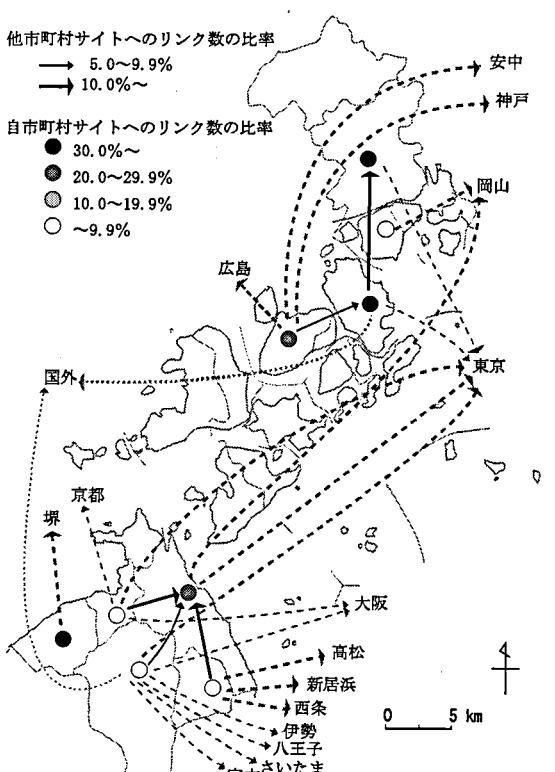 他市町村サイトへのリンク数の比率
5.0～9.9%
10.0%～
自市町村サイトへのリンク数の比率
30.0%～
20.0～29.9%
10.0～19.9%
～9.9%
安中
神戸
岡山
広島
東京
国外
京都
堺
大阪
高松
新居浜
西条
伊勢
八王子
さいたま
0 5 km